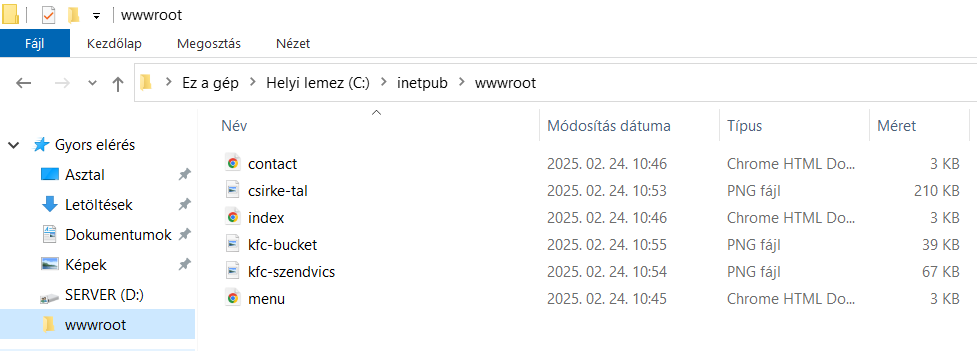 wwwroot
Fájl Kezdőlap Megosztás Nézet
Ez a gép Helyi lemez (C:) inetpub wwwroot
Név Módosítás dátuma Típus Méret
Gyors elérés
Asztal
Letöltések
Dokumentumok
Képek
SERVER (D:)
wwwroot
contact 2025. 02. 24. 10:46 Chrome HTML Do... 3 KB
csirke-tal 2025. 02. 24. 10:53 PNG fájl 210 KB
index 2025. 02. 24. 10:46 Chrome HTML Do... 3 KB
kfc-bucket 2025. 02. 24. 10:55 PNG fájl 39 KB
kfc-szendvics 2025. 02. 24. 10:54 PNG fájl 67 KB
menu 2025. 02. 24. 10:45 Chrome HTML Do... 3 KB